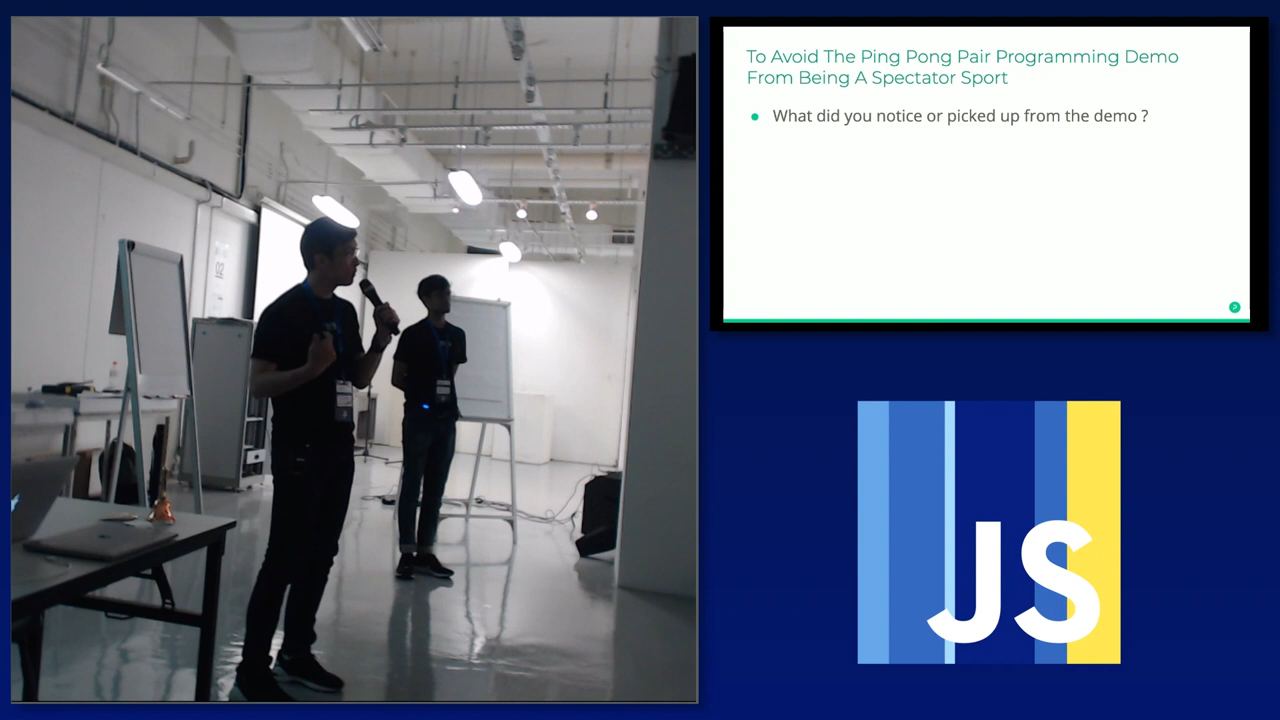 To Avoid The Ping Pong Pair Programming Demo
From Being A Spectator Sport
What did you notice or picked up from the demo ?
02
JS